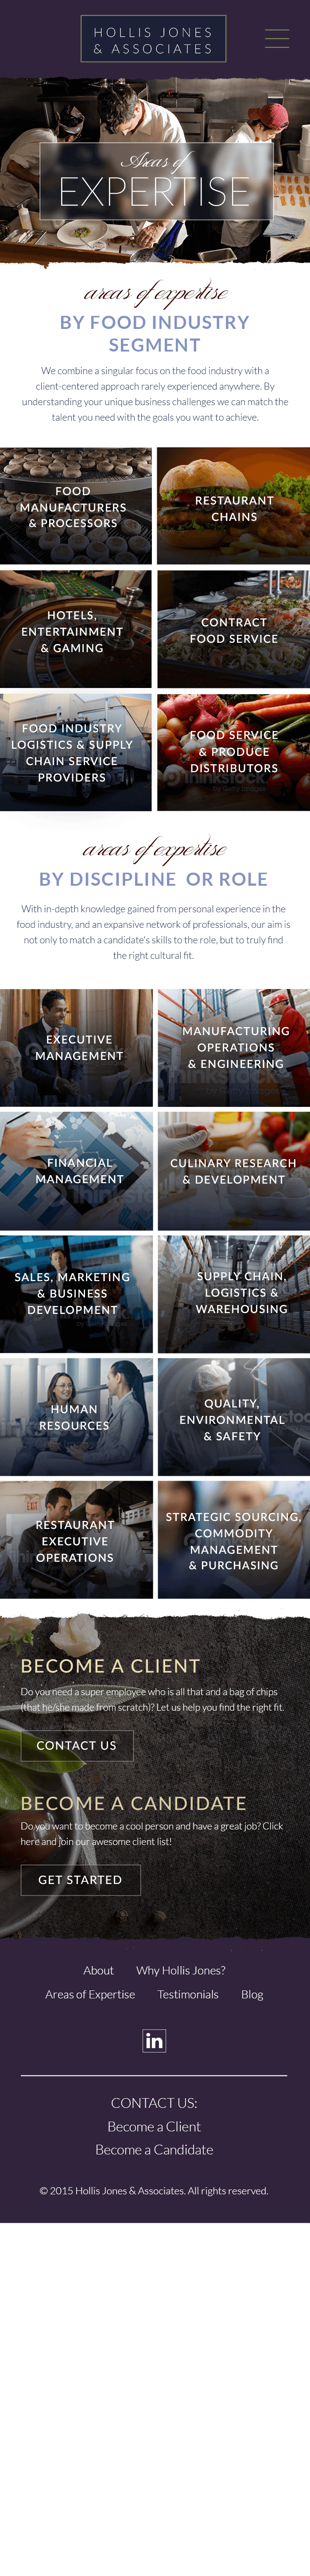 HOLLIS JONES
& ASSOCIATES
Areas of
EXPERTISE
areas of expertise
BY FOOD INDUSTRY
SEGMENT
We combine a singular focus on the food industry with a
client-centered approach rarely experienced anywhere. By
understanding your unique business challenges we can match the
talent you need with the goals you want to achieve.
FOOD
MANUFACTURERS
& PROCESSORS
RESTAURANT
CHAINS
HOTELS,
ENTERTAINMENT
& GAMING
CONTRACT
FOOD SERVICE
FOOD INDUSTRY
LOGISTICS & SUPPLY
CHAIN SERVICE
PROVIDERS
FOOD SERVICE
& PRODUCE
DISTRIBUTORS
thinkstock
areas of expertise
BY DISCIPLINE OR ROLE
With in-depth knowledge gained from personal experience in the
food industry, and an expansive network of professionals, our aim is
not only to match a candidate's skills to the role, but to truly find
the right cultural fit.
EXECUTIVE
MANAGEMENT
MANUFACTURING
OPERATIONS
& ENGINEERING
FINANCIAL
MANAGEMENT
CULINARY RESEARCH
& DEVELOPMENT
SALES, MARKETING
& BUSINESS
DEVELOPMENT
SUPPLY CHAIN,
LOGISTICS &
WAREHOUSING
HUMAN
RESOURCES
QUALITY,
ENVIRONMENTAL
& SAFETY
RESTAURANT
EXECUTIVE
OPERATIONS
STRATEGIC SOURCING,
COMMODITY
MANAGEMENT
& PURCHASING
BECOME A CLIENT
Do you need a super employee who is all that and a bag of chips
(that he/she made from scratch)? Let us help you find the right fit.
CONTACT US
BECOME A CANDIDATE
Do you want to become a cool person and have a great job? Click
here and join our awesome client list!
GET STARTED
About Why Hollis Jones?
Areas of Expertise Testimonials Blog
in
CONTACT US:
Become a Client
Become a Candidate
© 2015 Hollis Jones & Associates. All rights reserved.